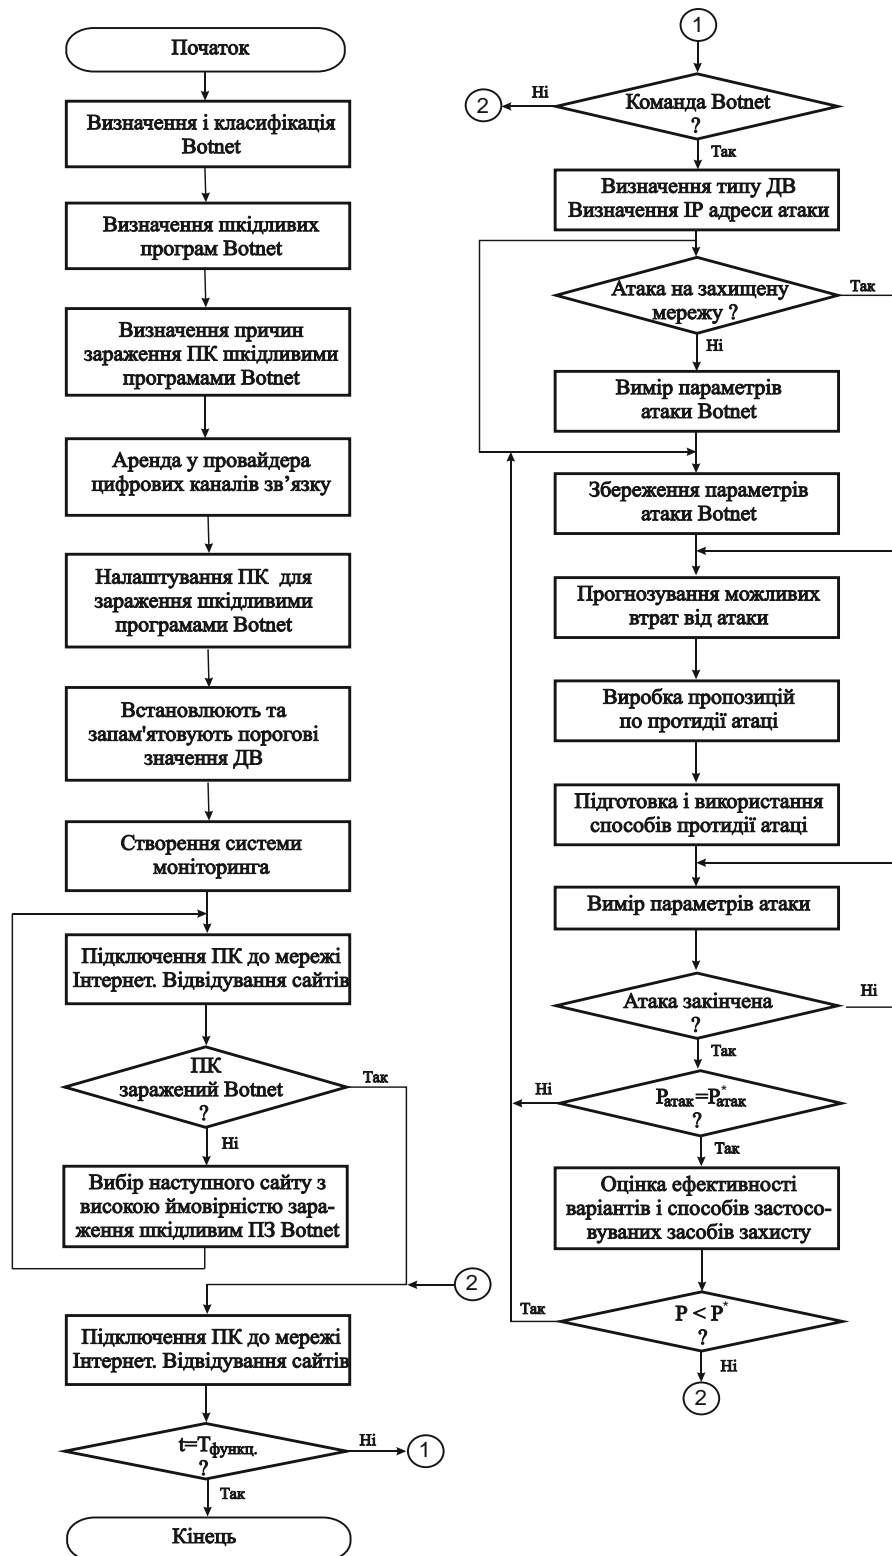 Початок
Визначення і класифікація
Botnet
Визначення шкідливих
програм Botnet
Визначення причин
зараження ПК шкідливими
програмами Botnet
Аренда у провайдера
цифрових каналів зв’язку
Налаштування ПК для
зараження шкідливими
програмами Botnet
Встановлюють та
запам'ятовують порогові
значення ДВ
Створення системи
моніторинга
Підключення ПК до мережі
Інтернет. Відвідування сайтів
ПК
заражений Botnet
?
Так
Ні
Вибір наступного сайту з
високою ймовірністю зара-
ження шкідливим ПЗ Botnet
2
Підключення ПК до мережі
Інтернет. Відвідування сайтів
t=Tфункц.
?
Ні
1
Так
Кінець
1
Команда Botnet
?
Ні
2
Так
Визначення типу ДВ
Визначення IP адреси атаки
Атака на захищену
мережу ?
Так
Ні
Вимір параметрів
атаки Botnet
Збереження параметрів
атаки Botnet
Прогнозування можливих
втрат від атаки
Виробка пропозицій
по протидії атаці
Підготовка і використання
способів протидії атаці
Вимір параметрів атаки
Атака закінчена
?
Ні
Так
Pатак=P*атак
?
Ні
Так
Оцінка ефективності
варіантів і способів застосо-
вуваних засобів захисту
P < P*
?
Так
Ні
2